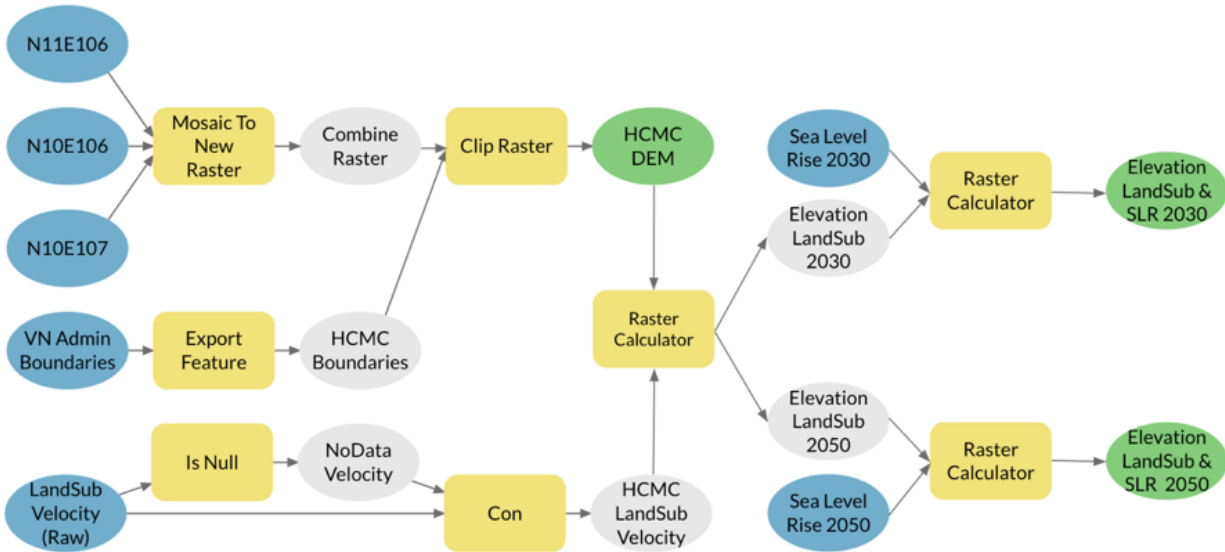 N11E106
N10E106
N10E107
Mosaic To
New
Raster
Combine
Raster
Clip Raster
HCMC
DEM
VN Admin
Boundaries
Export
Feature
HCMC
Boundaries
LandSub
Velocity
(Raw)
Is Null
NoData
Velocity
Con
HCMC
LandSub
Velocity
Raster
Calculator
Sea Level
Rise 2030
Elevation
LandSub
2030
Raster
Calculator
Elevation
LandSub &
SLR 2030
Elevation
LandSub
2050
Sea Level
Rise 2050
Raster
Calculator
Elevation
LandSub &
SLR 2050